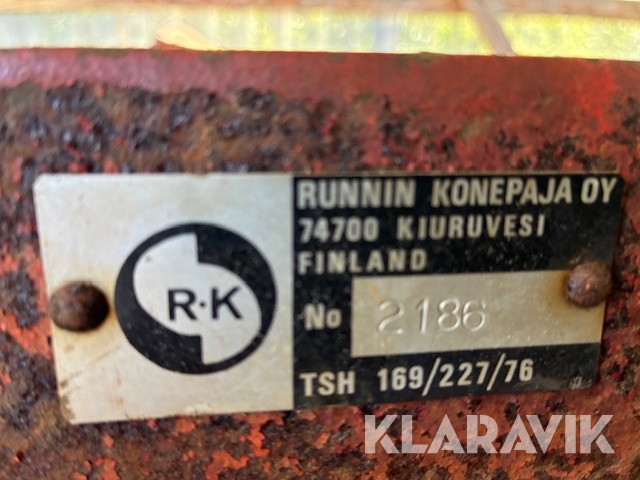 R·K
RUNNIN KONEPAJA OY
74700 KIURUVESI
FINLAND
No 2186
TSH 169/227/76
KLARAVIK